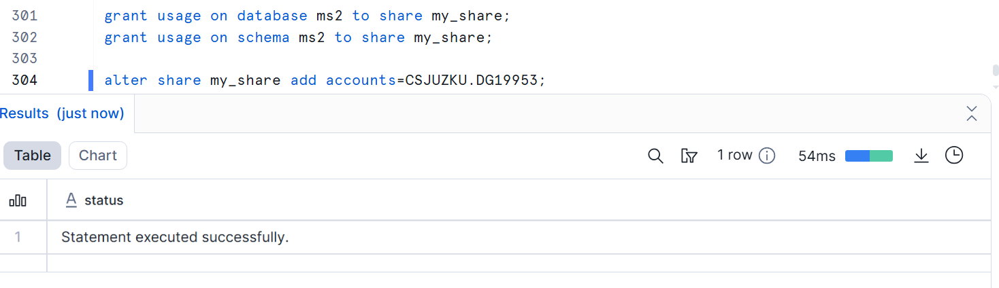 301 grant usage on database ms2 to share my_share;
302 grant usage on schema ms2 to share my_share;
303
304 alter share my_share add accounts=CSJUZKU.DG19953;
Results (just now)
Table Chart 1 row 54ms
A status
1 Statement executed successfully.